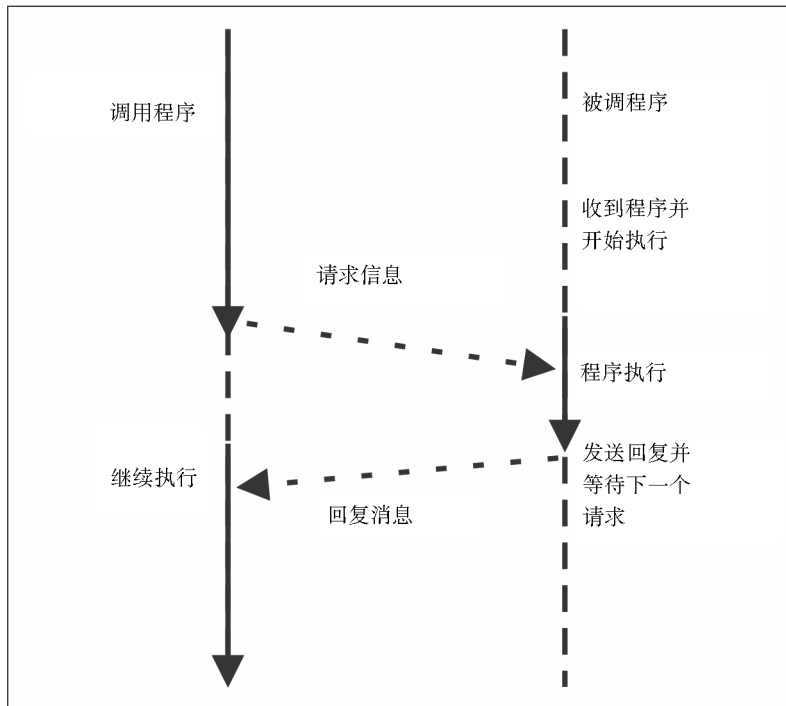 调用程序
被调程序
收到程序并
开始执行
请求信息
程序执行
继续执行
发送回复并
等待下一个
请求
回复消息